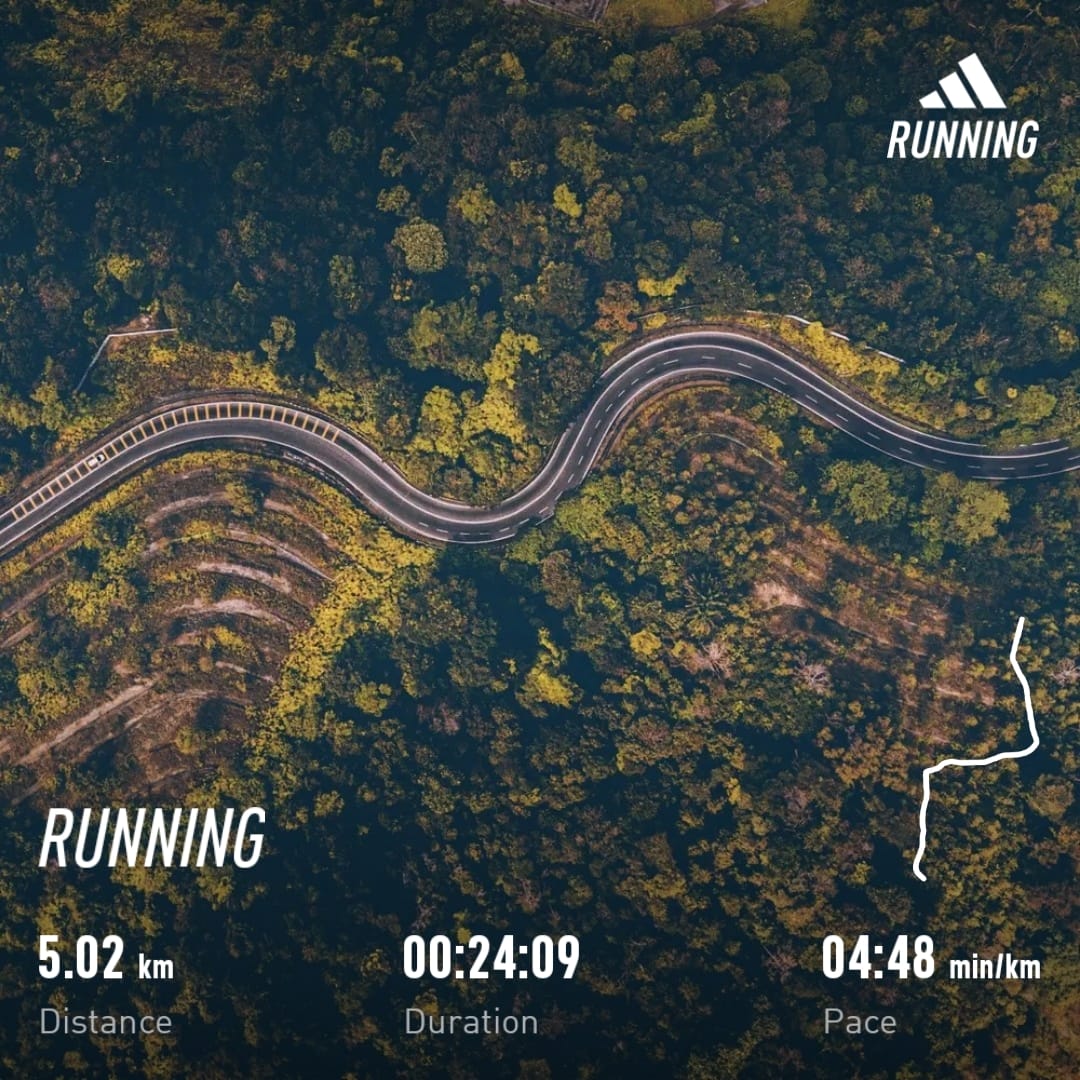 RUNNING
RUNNING
5.02 km
Distance
00:24:09
Duration
04:48 min/km
Pace